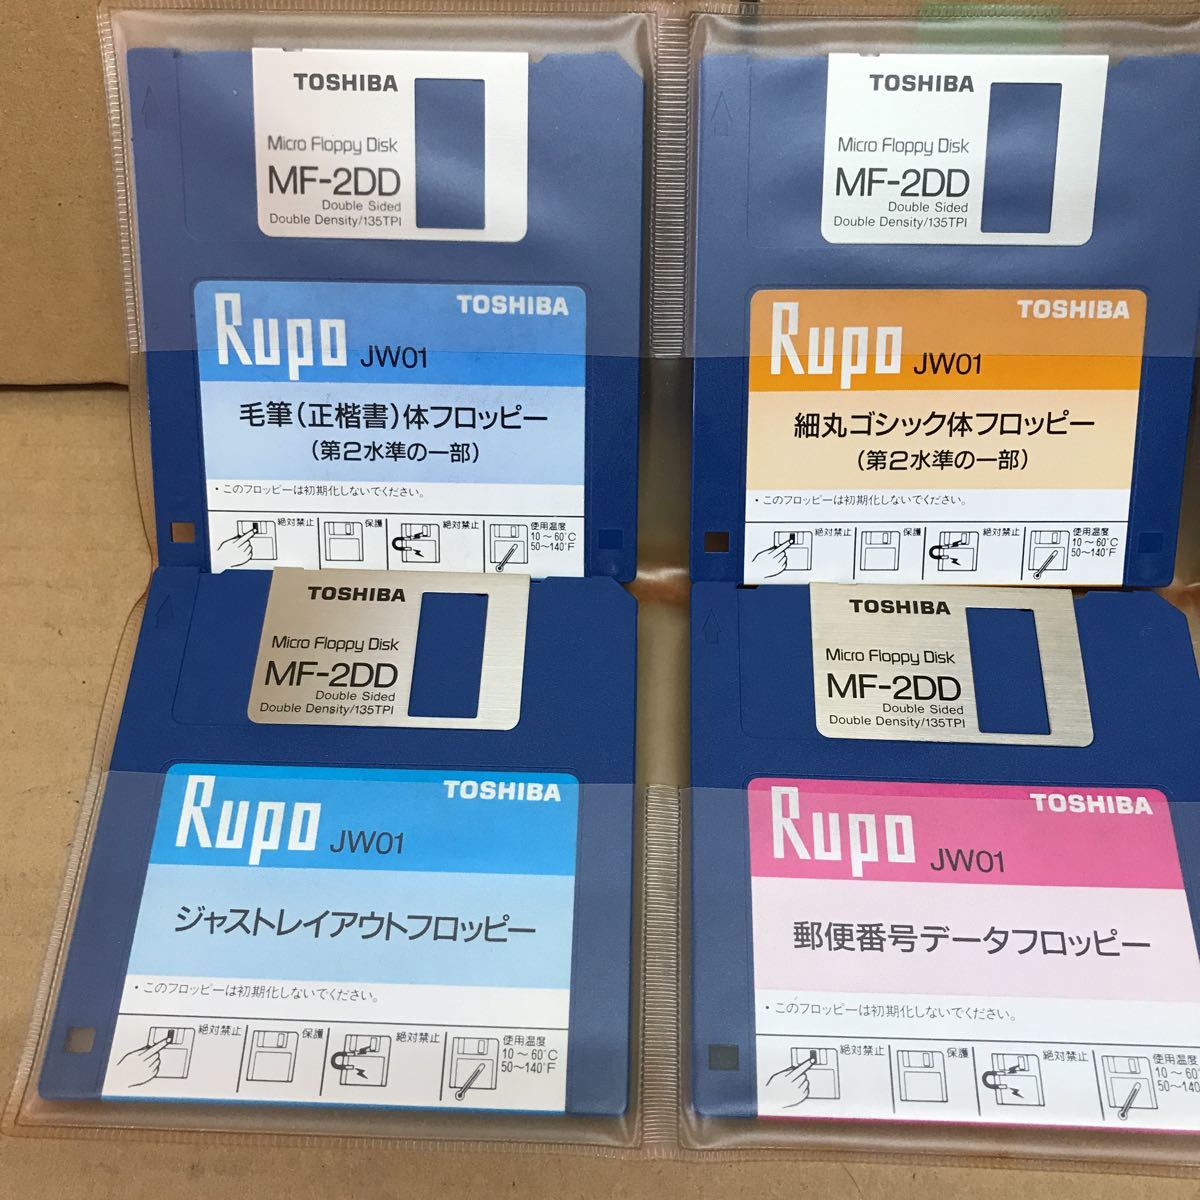 TOSHIBA
Micro Floppy Disk
MF-2DD
Double Sided
Double Density/135TPI
Rupo JW01
TOSHIBA
毛筆(正楷書)体フロッピー
(第2水準の一部)
・このフロッピーは初期化しないでください。
絶対禁止
保護
絶対禁止
使用温度
10～60℃
50～140°F
TOSHIBA
Micro Floppy Disk
MF-2DD
Double Sided
Double Density/135TPI
Rupo JW01
TOSHIBA
細丸ゴシック体フロッピー
(第2水準の一部)
・このフロッピーは初期化しないでください。
絶対禁止
保護
絶対禁止
使用温度
10～60℃
50～140°F
TOSHIBA
Micro Floppy Disk
MF-2DD
Double Sided
Double Density/135TPI
Rupo JW01
TOSHIBA
ジャストレイアウトフロッピー
・このフロッピーは初期化しないでください。
絶対禁止
保護
絶対禁止
使用温度
10～60℃
50～140°F
TOSHIBA
Micro Floppy Disk
MF-2DD
Double Sided
Double Density/135TPI
Rupo JW01
TOSHIBA
郵便番号データフロッピー
・このフロッピーは初期化しないでください。
絶対禁止
保護
絶対禁止
使用温度
10～60
50～140°